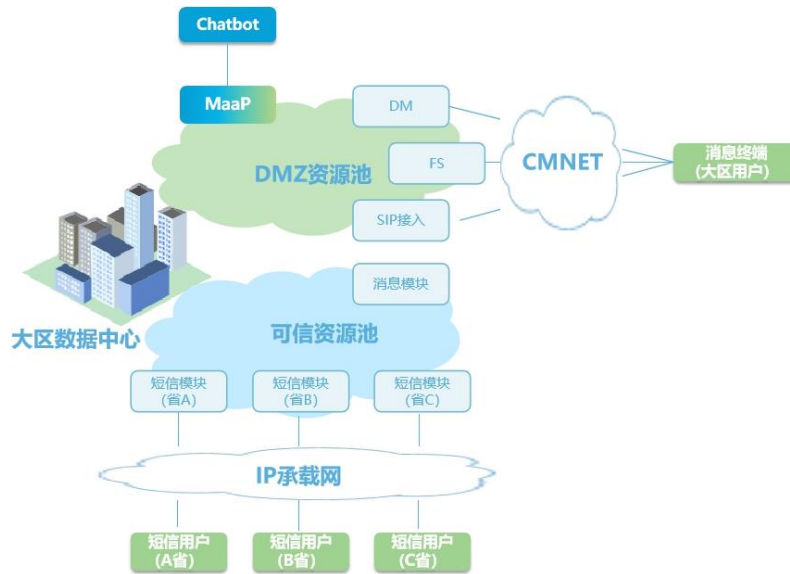 Chatbot
MaaP
DM
DMZ资源池
FS
CMNET
消息终端
(大区用户)
SIP接入
消息模块
大区数据中心
可信资源池
短信模块
(省A)
短信模块
(省B)
短信模块
(省C)
IP承载网
短信用户
(A省)
短信用户
(B省)
短信用户
(C省)